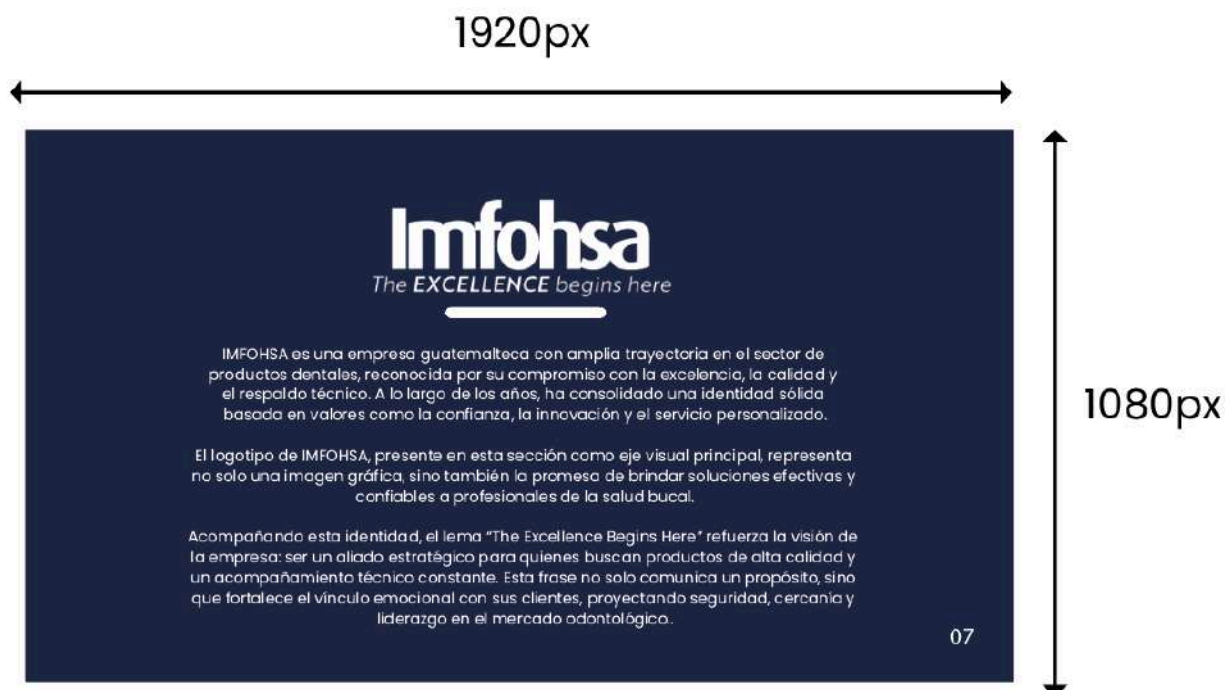 1920px
Imfohsa
The EXCELLENCE begins here
IMFOHSA es una empresa guatemalteca con amplia trayectoria en el sector de
productos dentales, reconocida por su compromiso con la excelencia, la calidad y
el respaldo técnico. A lo largo de los años, ha consolidado una identidad sólida
basada en valores como la confianza, la innovación y el servicio personalizado.
El logotipo de IMFOHSA, presente en esta sección como eje visual principal, representa
no solo una imagen gráfica, sino también la promesa de brindar soluciones efectivas y
confiables a profesionales de la salud bucal.
Acompañando esta identidad, el lema "The Excellence Begins Here" refuerza la visión de
la empresa: ser un aliado estratégico para quienes buscan productos de alta calidad y
un acompañamiento técnico constante. Esta frase no solo comunica un propósito, sino
que fortalece el vínculo emocional con sus clientes, proyectando seguridad, cercanía y
liderazgo en el mercado odontológico..
07
1080px